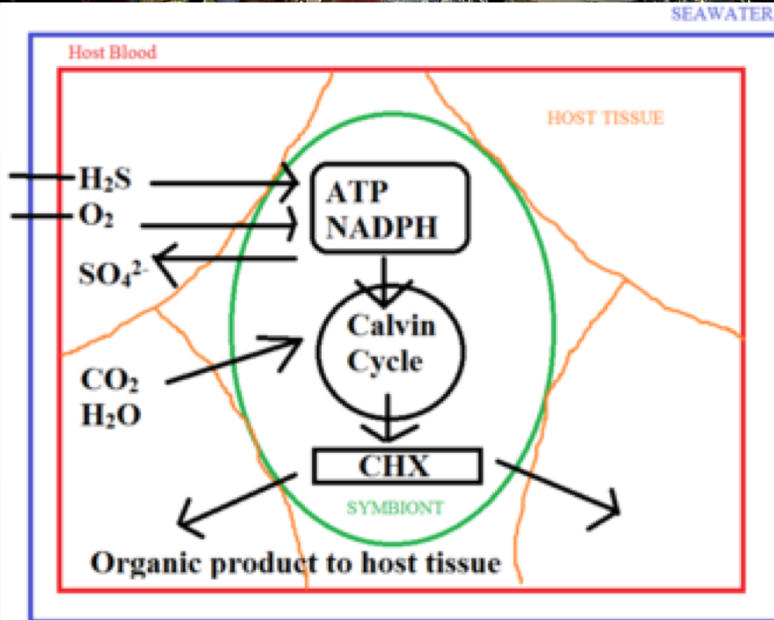 SEAWATER
Host Blood
HOST TISSUE
H₂S
O₂
SO₄²⁻
ATP
NADPH
Calvin
Cycle
CO₂
H₂O
CHX
SYMBIONT
Organic product to host tissue